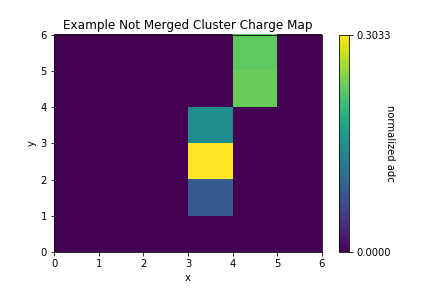 Example Not Merged Cluster Charge Map
6
5
4
3
2
1
0
y
0 1 2 3 4 5 6
x
0.3033
0.0000
normalized adc